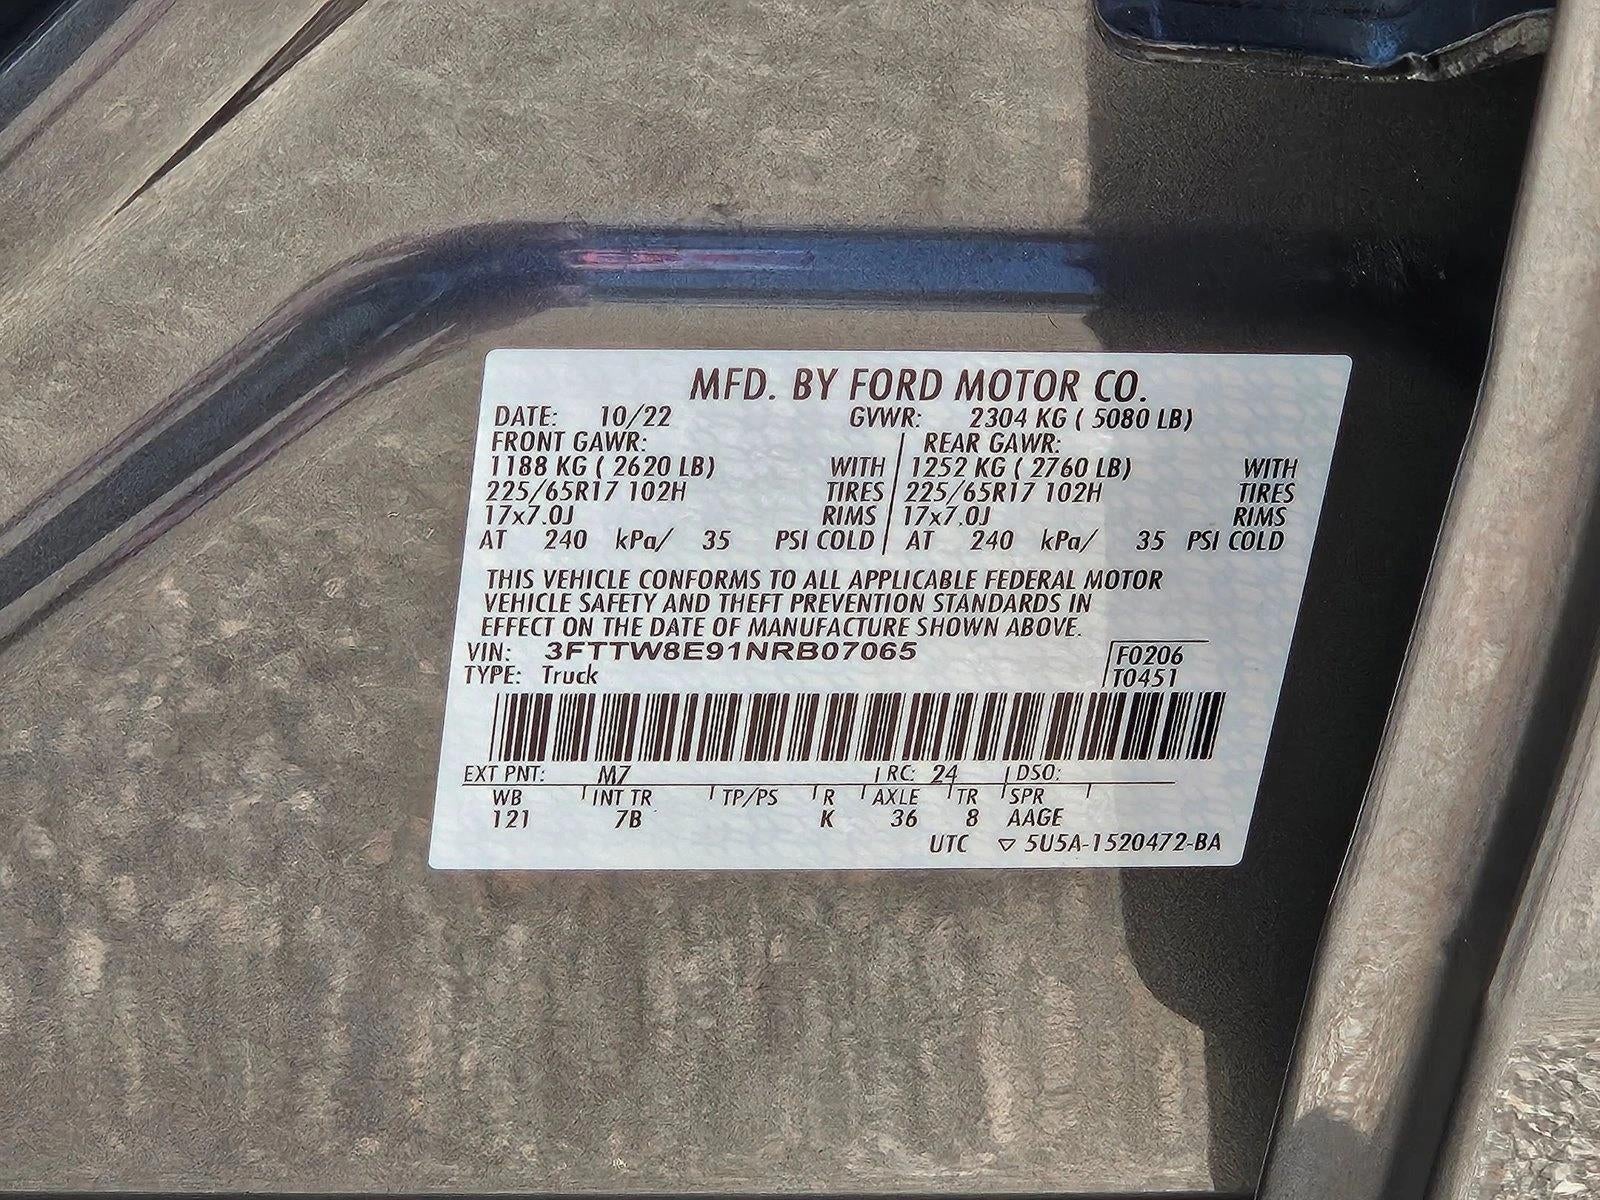 MFD. BY FORD MOTOR CO.
DATE: 10/22 GVWR: 2304 KG ( 5080 LB)
FRONT GAWR: REAR GAWR:
1188 KG ( 2620 LB) WITH 1252 KG ( 2760 LB) WITH
225/65R17 102H TIRES 225/65R17 102H TIRES
17x7.0J RIMS 17x7.0J RIMS
AT 240 kPa/ 35 PSI COLD AT 240 kPa/ 35 PSI COLD
THIS VEHICLE CONFORMS TO ALL APPLICABLE FEDERAL MOTOR
VEHICLE SAFETY AND THEFT PREVENTION STANDARDS IN
EFFECT ON THE DATE OF MANUFACTURE SHOWN ABOVE.
VIN: 3FTTW8E91NRB07065 F0206
TYPE: Truck T0451
EXT PNT: M7 RC: 24 DSO:
WB INT TR TP/PS R AXLE TR SPR
121 7B K 36 8 AAGE
UTC ▽ 5U5A-1520472-BA